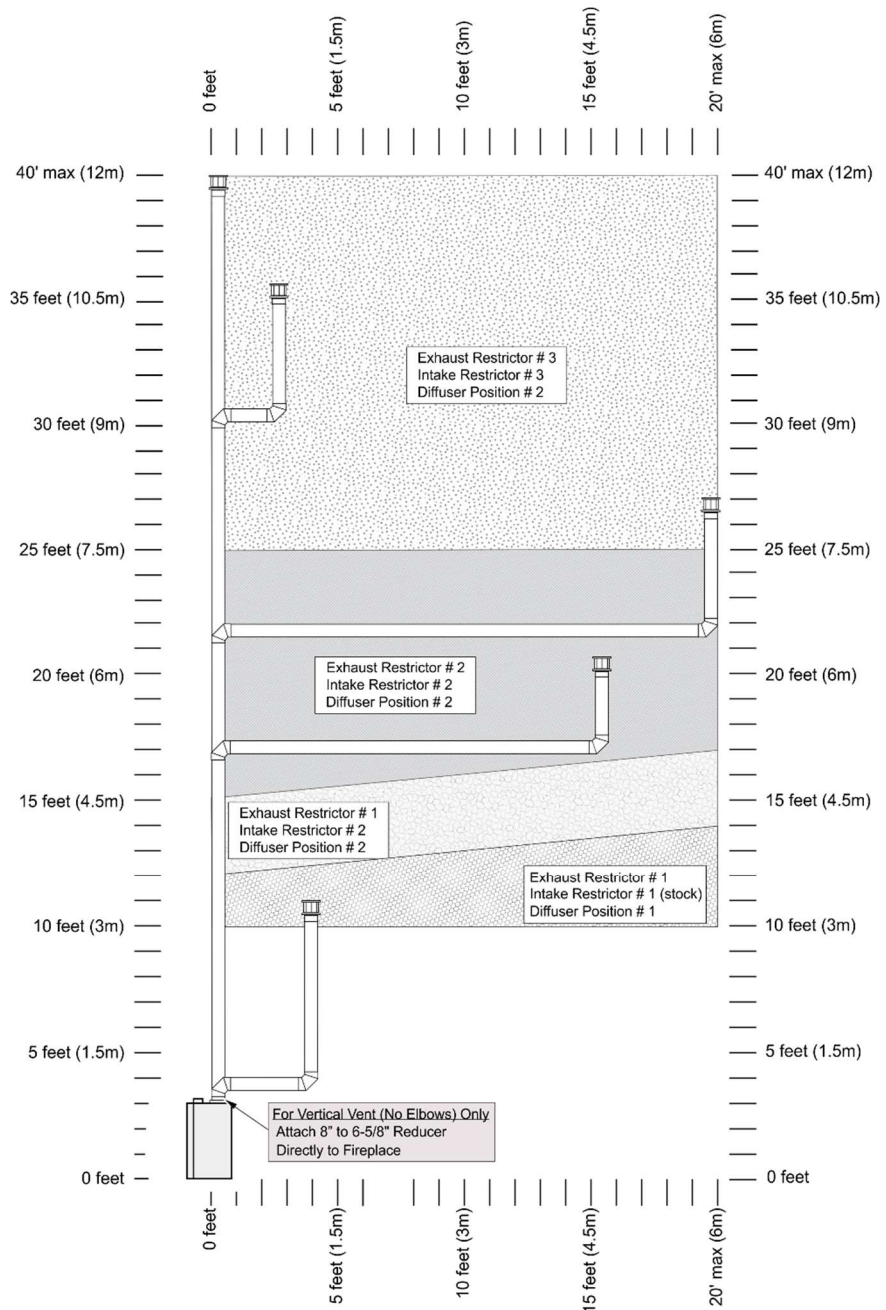 0 feet
5 feet (1.5m)
10 feet (3m)
15 feet (4.5m)
20' max (6m)
40' max (12m)
40' max (12m)
35 feet (10.5m)
35 feet (10.5m)
Exhaust Restrictor # 3
Intake Restrictor # 3
Diffuser Position # 2
30 feet (9m)
30 feet (9m)
25 feet (7.5m)
25 feet (7.5m)
Exhaust Restrictor # 2
Intake Restrictor # 2
Diffuser Position # 2
20 feet (6m)
20 feet (6m)
15 feet (4.5m)
15 feet (4.5m)
Exhaust Restrictor # 1
Intake Restrictor # 2
Diffuser Position # 2
Exhaust Restrictor # 1
Intake Restrictor # 1 (stock)
Diffuser Position # 1
10 feet (3m)
10 feet (3m)
5 feet (1.5m)
5 feet (1.5m)
For Vertical Vent (No Elbows) Only
Attach 8" to 6-5/8" Reducer
Directly to Fireplace
0 feet
0 feet
0 feet
5 feet (1.5m)
10 feet (3m)
15 feet (4.5m)
20' max (6m)